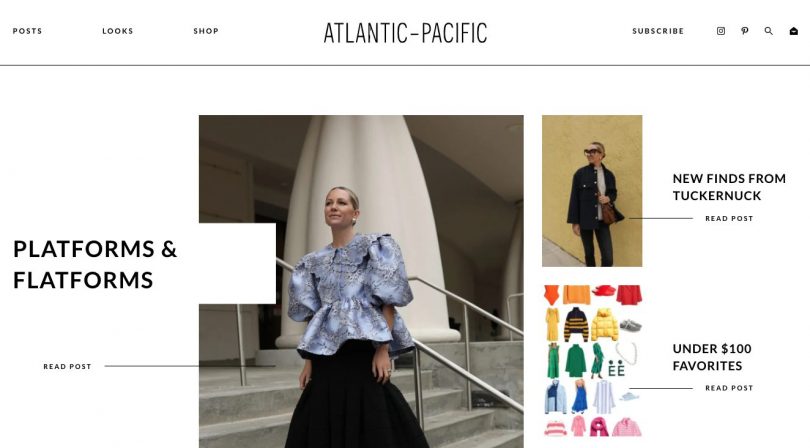 POSTS LOOKS SHOP ATLANTIC-PACIFIC SUBSCRIBE
PLATFORMS &
FLATFORMS
READ POST
NEW FINDS FROM
TUCKERNUCK
READ POST
UNDER $100
FAVORITES
READ POST